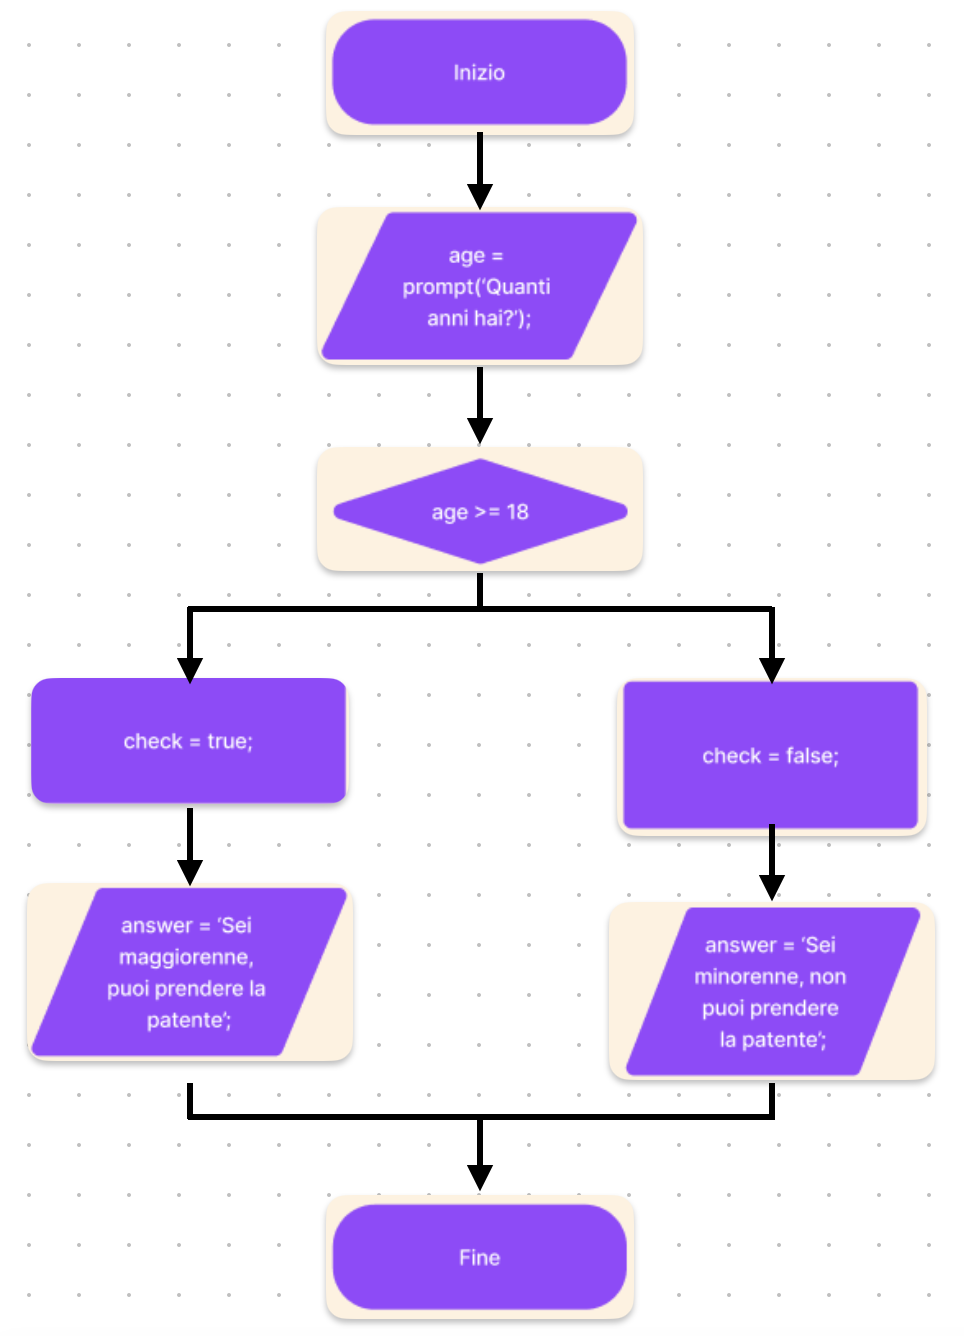 Inizio
age =
prompt(‘Quanti
anni hai?’);
age >= 18
check = true;
check = false;
answer = ‘Sei
maggiorenne,
puoi prendere la
patente’;
answer = ‘Sei
minorenne, non
puoi prendere
la patente’;
Fine